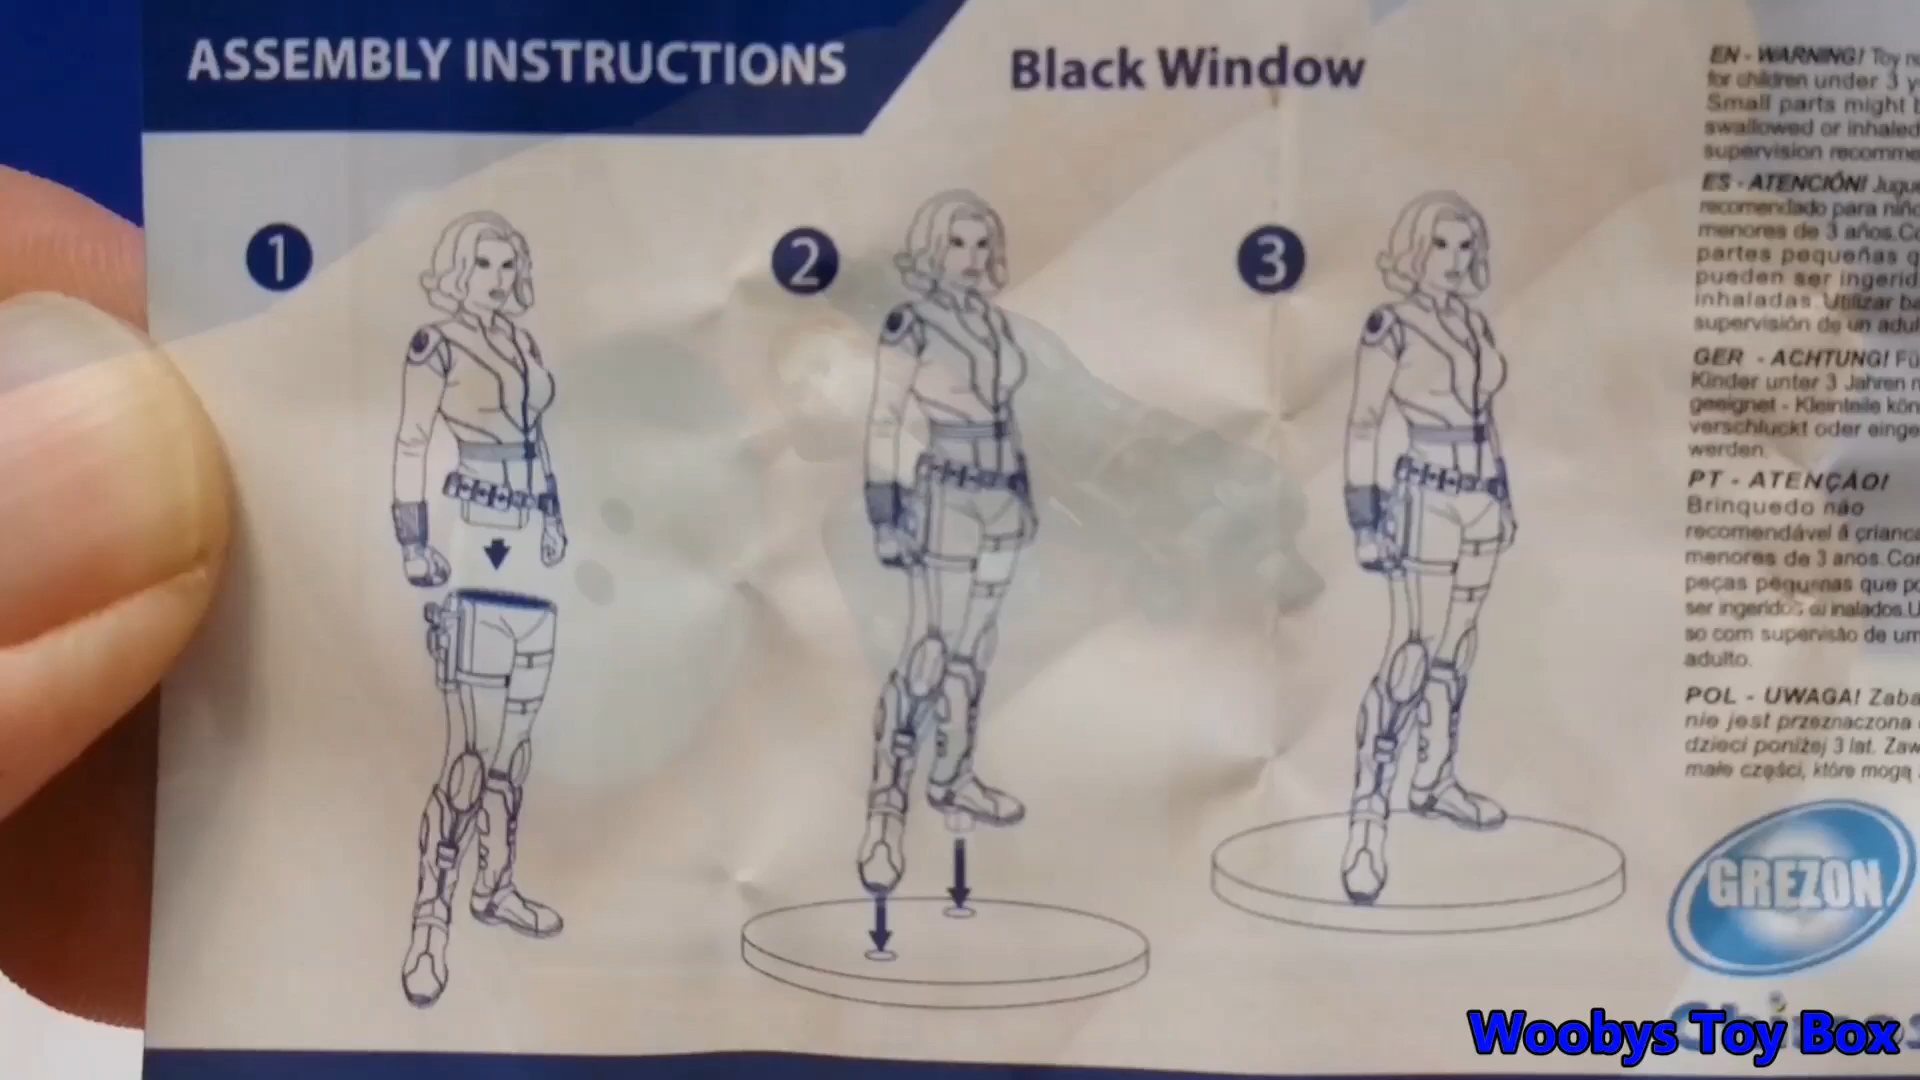 ASSEMBLY INSTRUCTIONS
Black Window
1
2
3
EN - WARNING! Toy
for children under 3
Small parts might
swallowed or inhaled
supervision
ES - ATENCIÓN!
recomendado para
menores de 3 años.
partes pequeñas
pueden ser
inhaladas. Utilizar
supervisión de un
GER - ACHTUNG!
Kinder unter 3 Jahren
geeignet - Kleinteile
verschluckt oder
werden.
PT - ATENÇÃO!
Brinquedo não
recomendável á
menores de 3 anos.
peças pequenas que
ser ingeridos ou inalados.
so com supervisão de um
adulto.
POL - UWAGA!
nie jest przeznaczona
dzieci poniżej 3 lat.
małe części, które mogą
GREZON
Woobys Toy Box